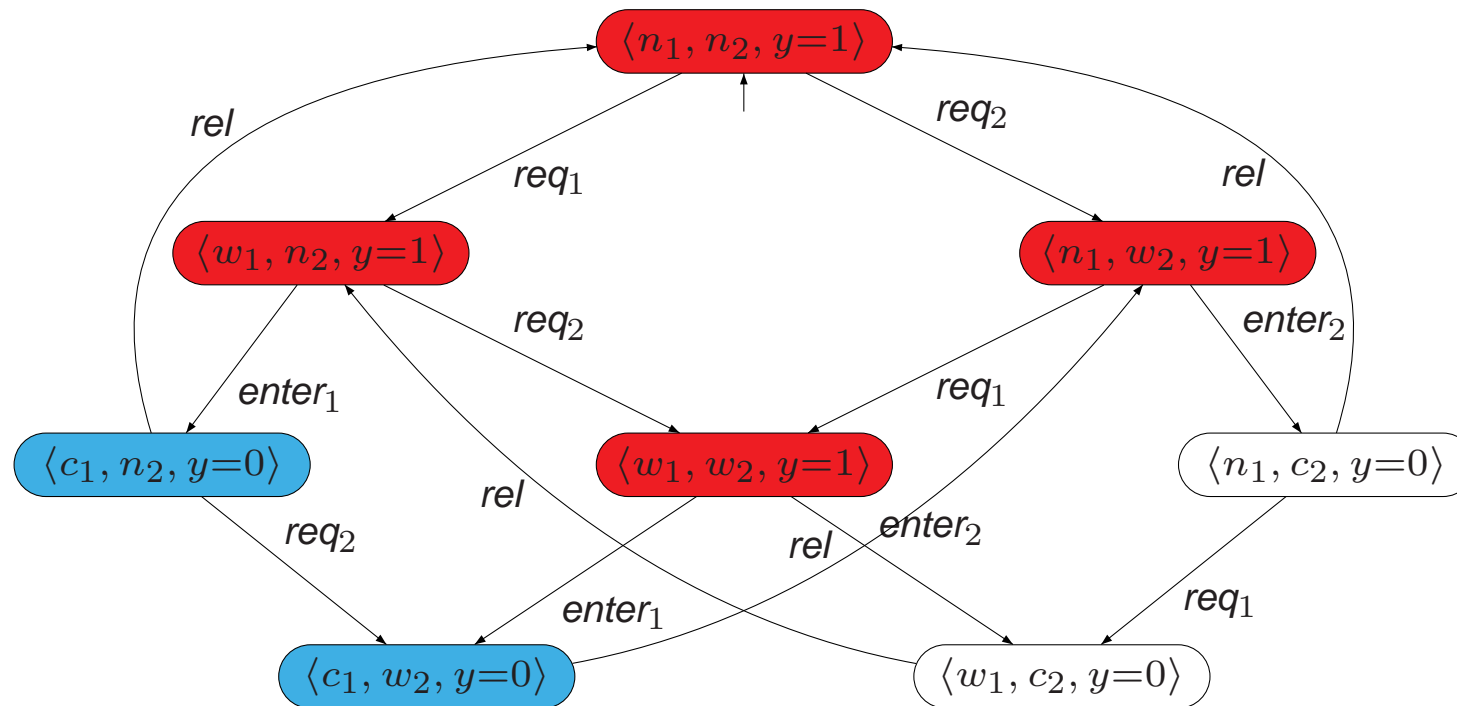 ⟨n₁, n₂, y=1⟩
rel
req₂
req₁
rel
⟨w₁, n₂, y=1⟩
⟨n₁, w₂, y=1⟩
req₂
enter₂
enter₁
req₁
⟨c₁, n₂, y=0⟩
⟨w₁, w₂, y=1⟩
⟨n₁, c₂, y=0⟩
rel
req₂
rel
enter₂
enter₁
req₁
⟨c₁, w₂, y=0⟩
⟨w₁, c₂, y=0⟩